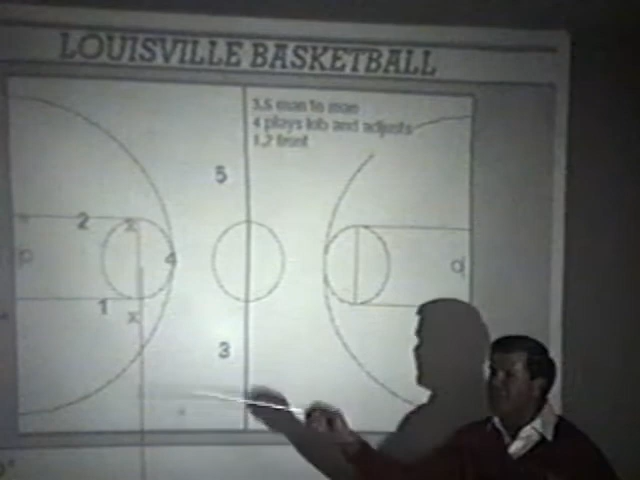 LOUISVILLE BASKETBALL
3,5 man to man
4 plays lob and adjusts
1,2 front
5
2
4
1
X
3